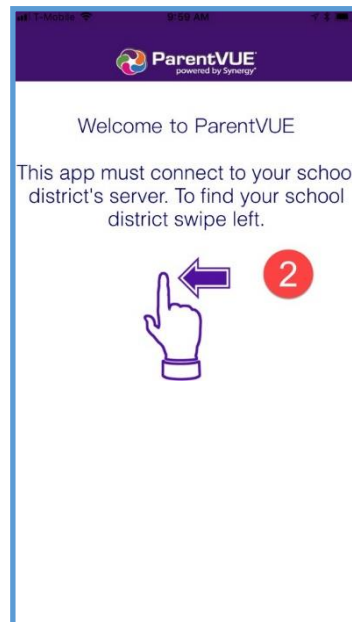 T-Mobile 9:59 AM
ParentVUE
powered by Synergy
Welcome to ParentVUE
This app must connect to your schoo
district's server. To find your school
district swipe left.
2